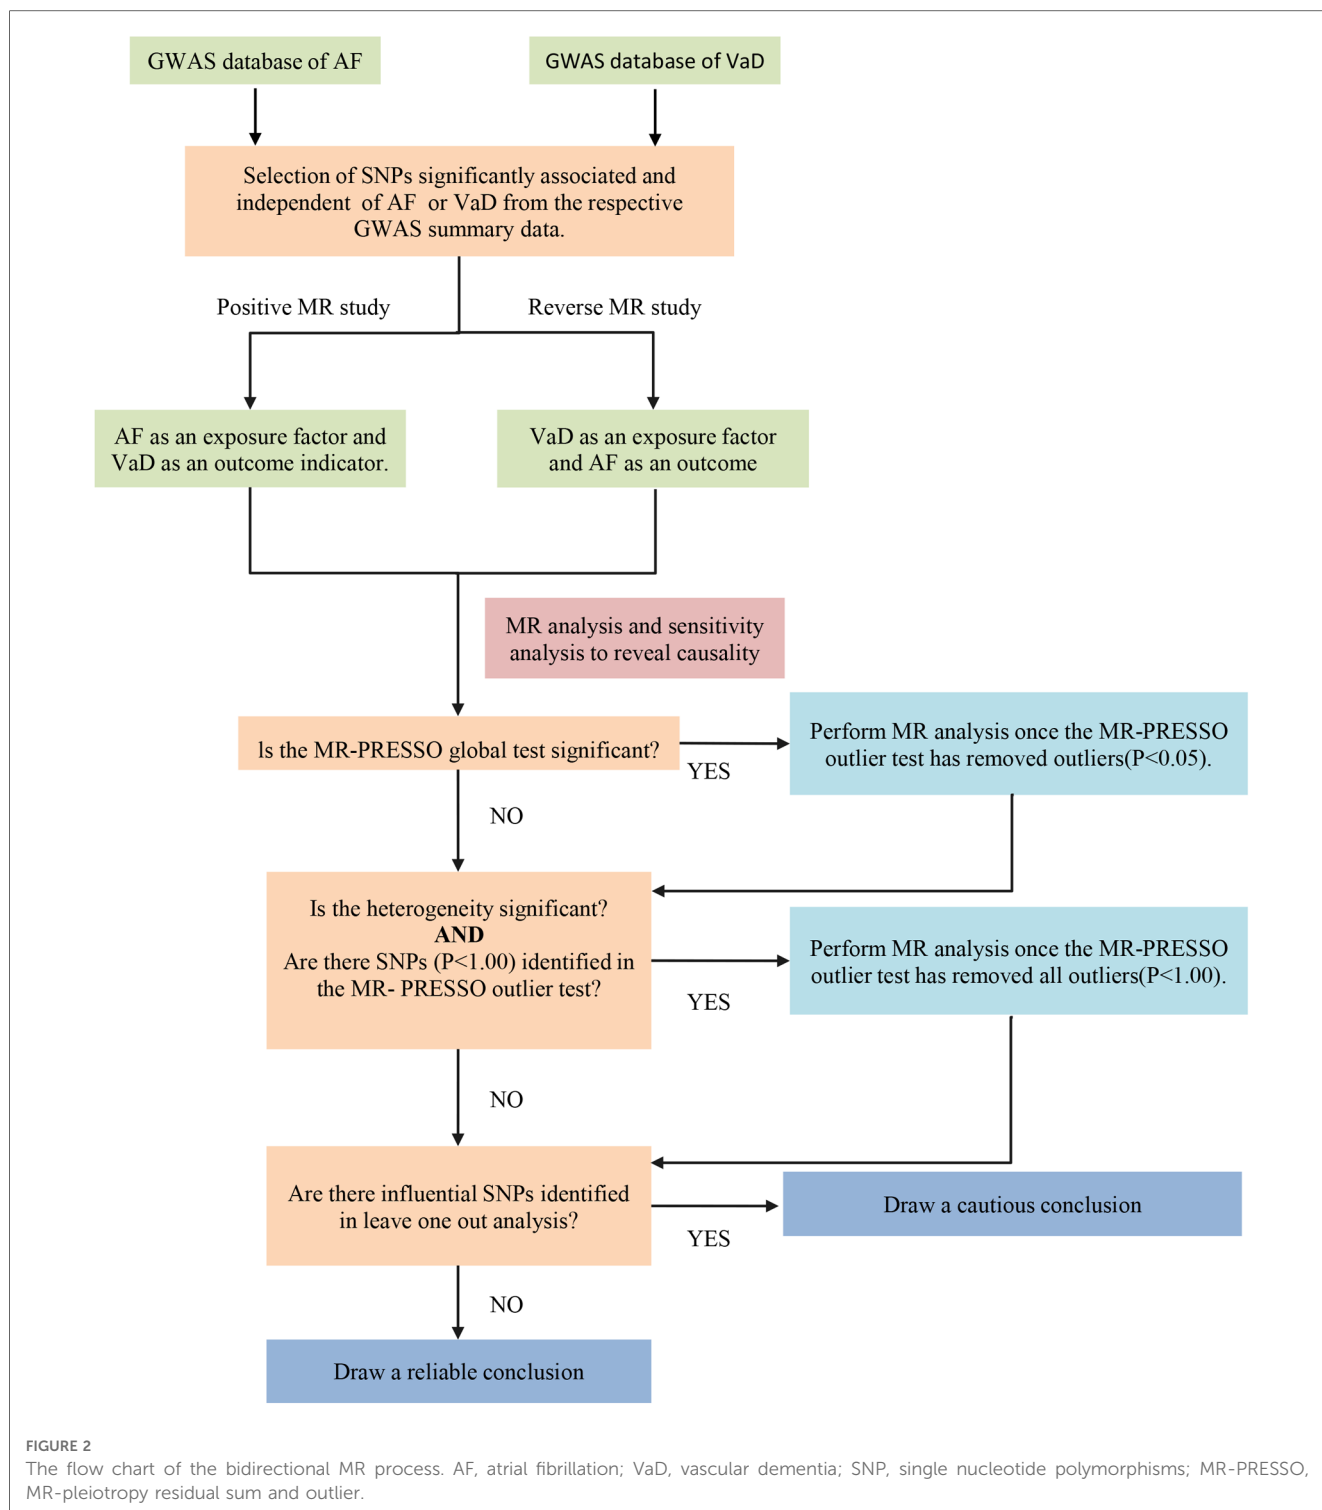 GWAS database of AF
GWAS database of VaD
Selection of SNPs significantly associated and
independent of AF or VaD from the respective
GWAS summary data.
Positive MR study
Reverse MR study
AF as an exposure factor and
VaD as an outcome indicator.
VaD as an exposure factor
and AF as an outcome
MR analysis and sensitivity
analysis to reveal causality
ls the MR-PRESSO global test significant?
YES
Perform MR analysis once the MR-PRESSO
outlier test has removed outliers(P<0.05).
NO
Is the heterogeneity significant?
AND
Are there SNPs (P<1.00) identified in
the MR- PRESSO outlier test?
YES
Perform MR analysis once the MR-PRESSO
outlier test has removed all outliers(P<1.00).
NO
Are there influential SNPs identified
in leave one out analysis?
YES
Draw a cautious conclusion
NO
Draw a reliable conclusion
FIGURE 2
The flow chart of the bidirectional MR process. AF, atrial fibrillation; VaD, vascular dementia; SNP, single nucleotide polymorphisms; MR-PRESSO,
MR-pleiotropy residual sum and outlier.